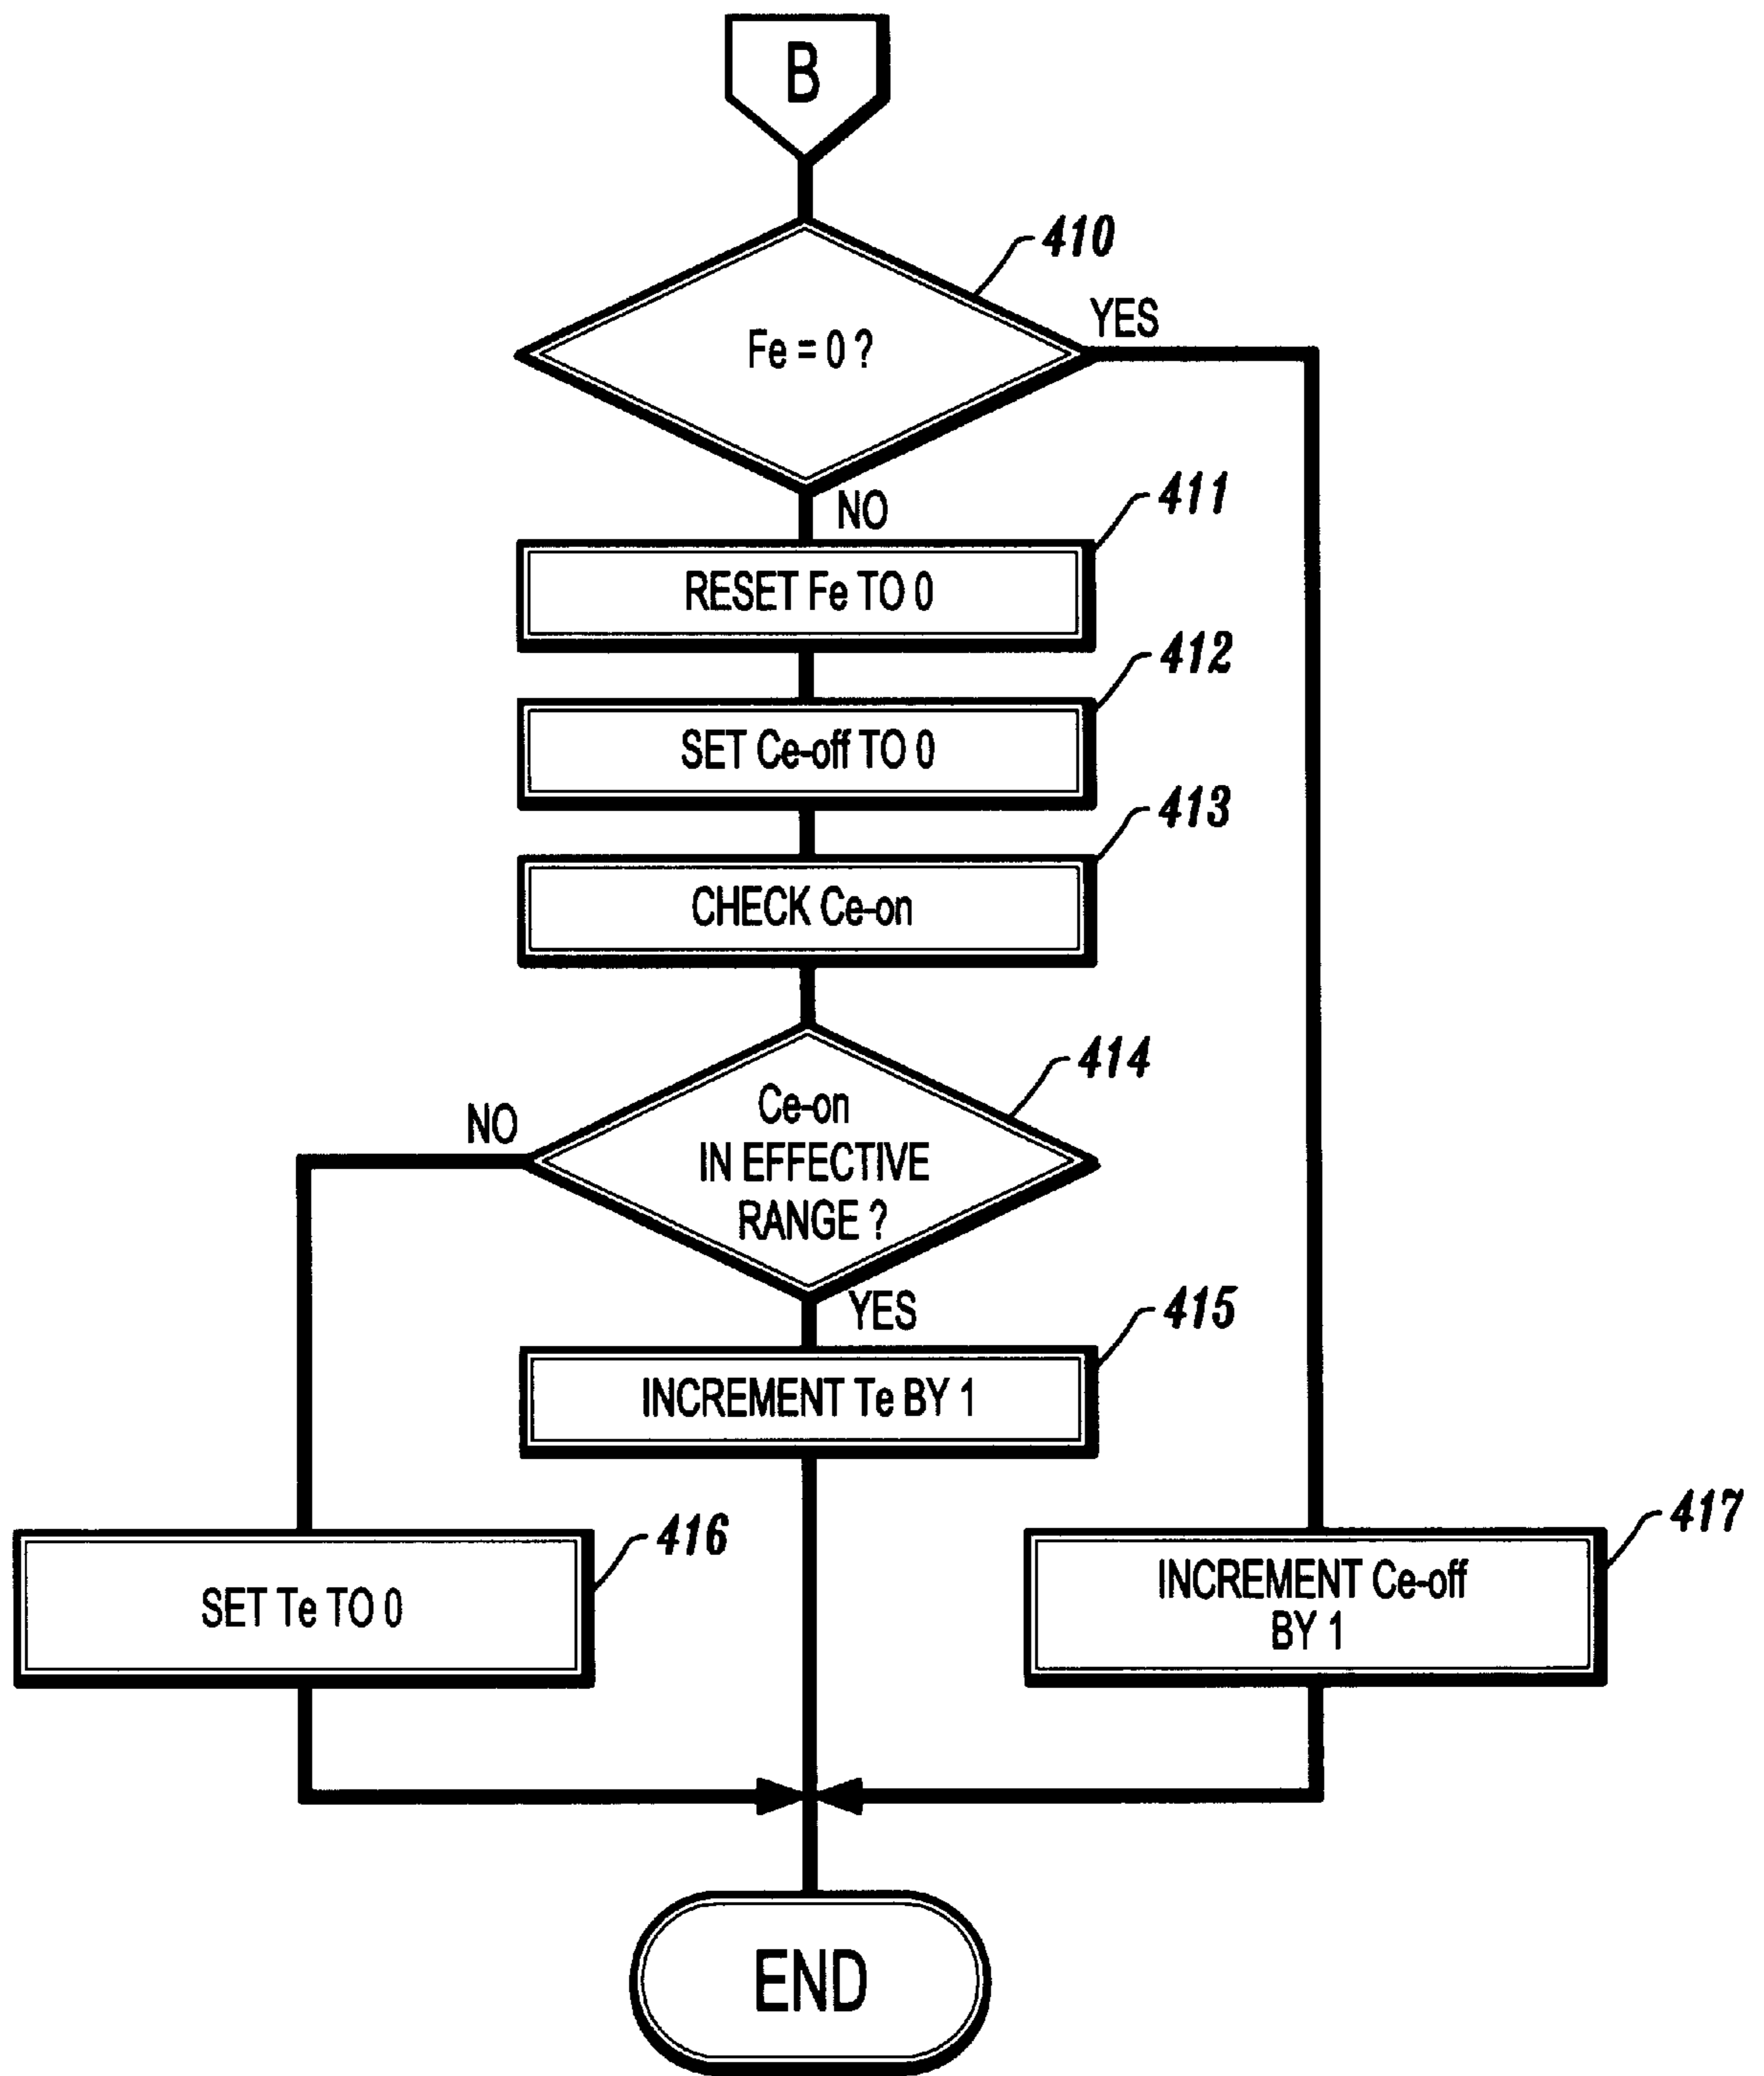 B
410
Fe = 0 ?
YES
NO
411
RESET Fe TO 0
412
SET Ce-off TO 0
413
CHECK Ce-on
414
Ce-on
IN EFFECTIVE
RANGE ?
NO
YES
415
INCREMENT Te BY 1
416
SET Te TO 0
417
INCREMENT Ce-off
BY 1
END